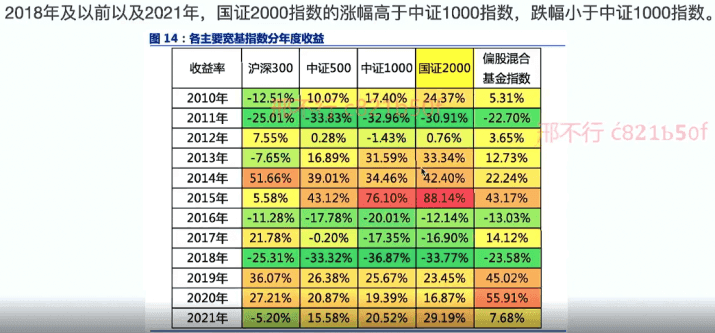 2018年及以前以及2021年，国证2000指数的涨幅高于中证1000指数，跌幅小于中证1000指数。
图 14：各主要宽基指数分年度收益
收益率 沪深300 中证500 中证1000 国证2000 偏股混合基金指数
2010年 -12.51% 10.07% 17.40% 24.37% 5.31%
2011年 -25.01% -33.83% -32.96% -30.91% -22.70%
2012年 7.55% 0.28% -1.43% 0.76% 3.65%
邢不行 c821b50f
2013年 -7.65% 16.89% 31.59% 33.34% 12.73%
2014年 51.66% 39.01% 34.46% 42.40% 22.24%
2015年 5.58% 43.12% 76.10% 88.14% 43.17%
2016年 -11.28% -17.78% -20.01% -12.14% -13.03%
2017年 21.78% -0.20% -17.35% -16.90% 14.12%
2018年 -25.31% -33.32% -36.87% -33.77% -23.58%
2019年 36.07% 26.38% 25.67% 23.45% 45.02%
2020年 27.21% 20.87% 19.39% 16.87% 55.91%
2021年 -5.20% 15.58% 20.52% 29.19% 7.68%